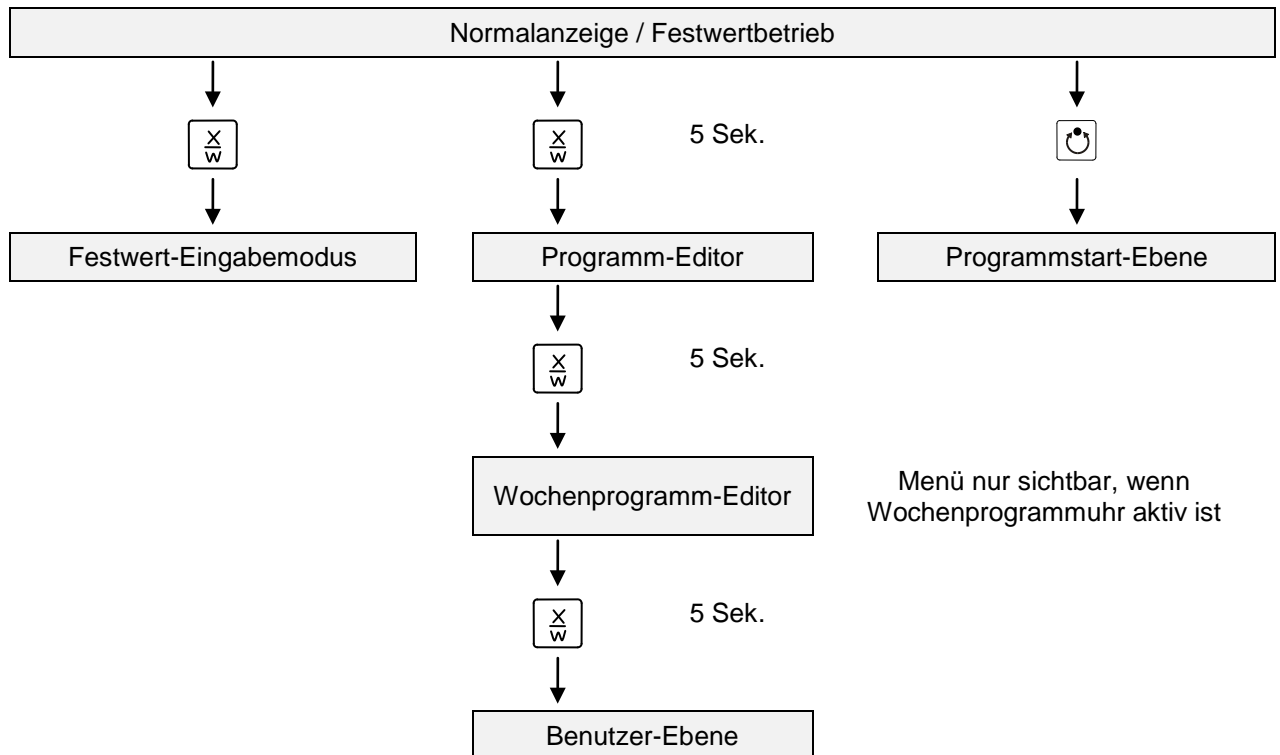 Normalanzeige / Festwertbetrieb
X
W
X
W
5 Sek.
Festwert-Eingabemodus
Programm-Editor
Programmstart-Ebene
X
W
5 Sek.
Wochenprogramm-Editor
Menü nur sichtbar, wenn
Wochenprogrammuhr aktiv ist
X
W
5 Sek.
Benutzer-Ebene